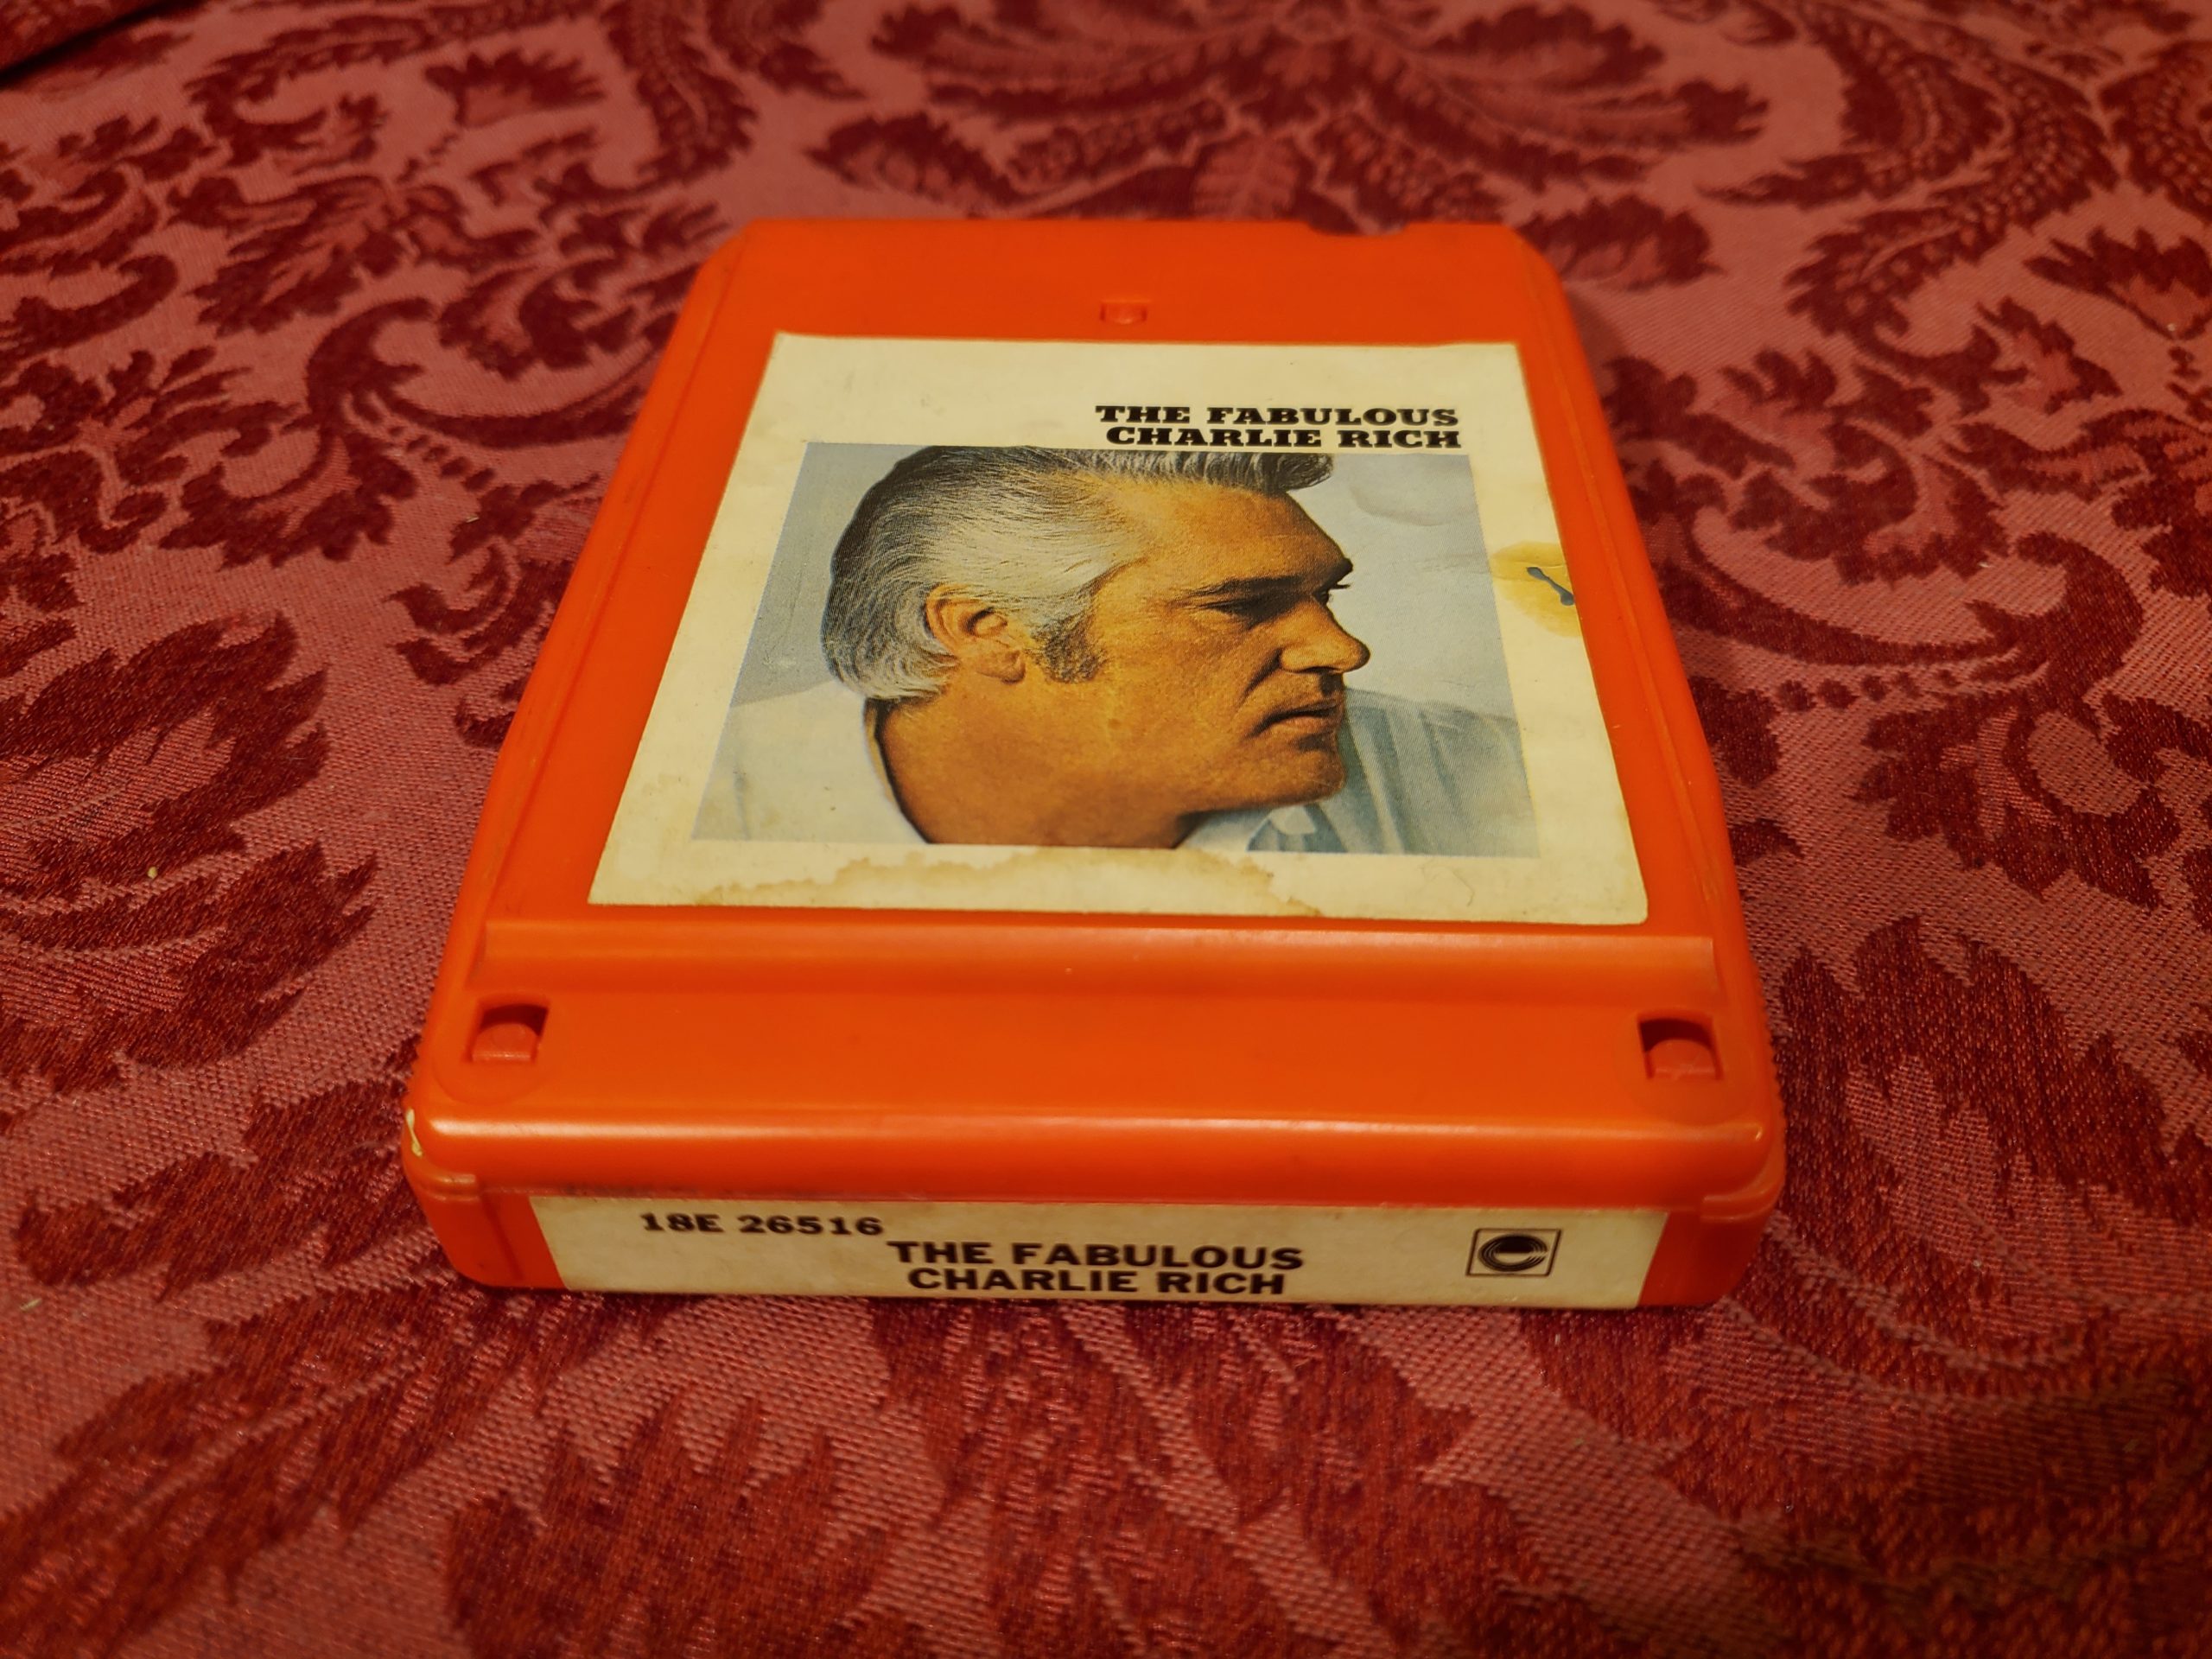 THE FABULOUS
CHARLIE RICH
18E 26516
THE FABULOUS
CHARLIE RICH